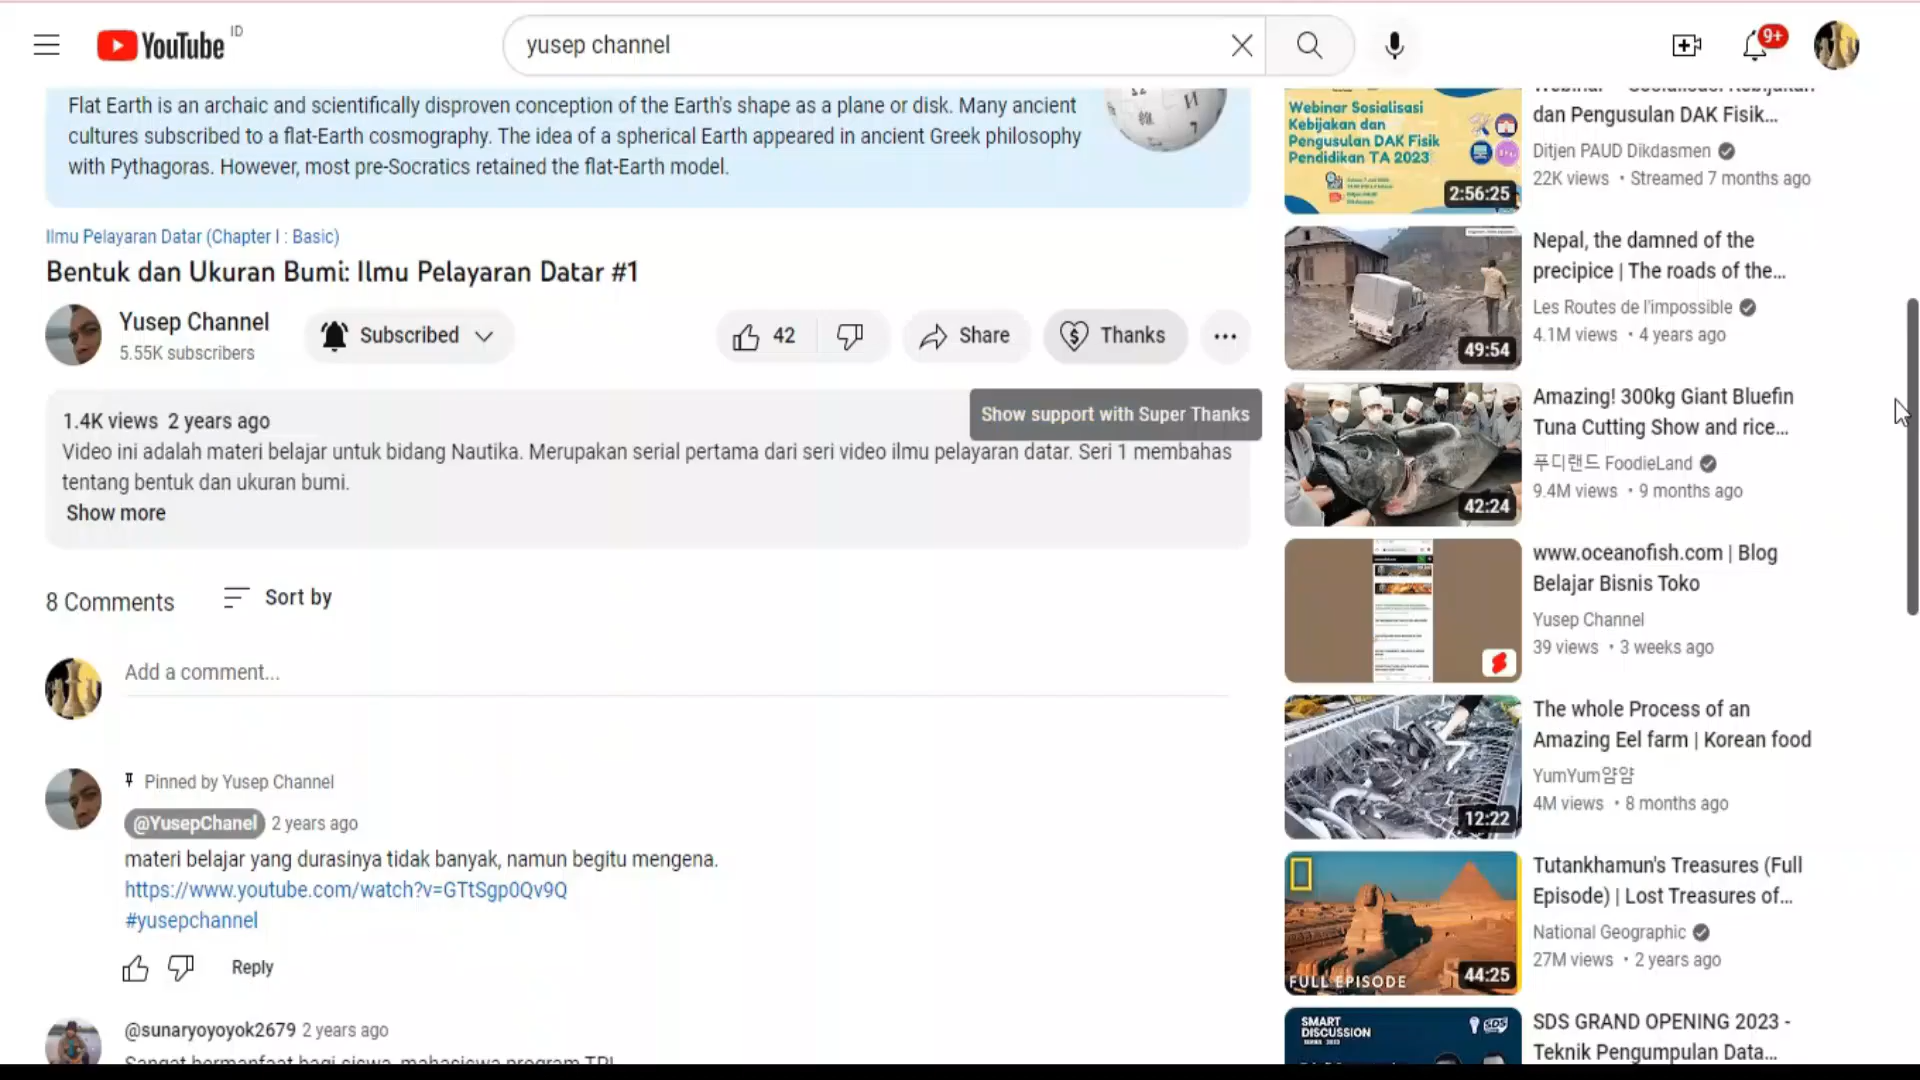 YouTube ID
yusep channel
9+
Flat Earth is an archaic and scientifically disproven conception of the Earth's shape as a plane or disk. Many ancient
cultures subscribed to a flat-Earth cosmography. The idea of a spherical Earth appeared in ancient Greek philosophy
with Pythagoras. However, most pre-Socratics retained the flat-Earth model.
Ilmu Pelayaran Datar (Chapter I : Basic)
Bentuk dan Ukuran Bumi: Ilmu Pelayaran Datar #1
Yusep Channel
5.55K subscribers
Subscribed
42
Share
Thanks
Show support with Super Thanks
1.4K views 2 years ago
Video ini adalah materi belajar untuk bidang Nautika. Merupakan serial pertama dari seri video ilmu pelayaran datar. Seri 1 membahas
tentang bentuk dan ukuran bumi.
Show more
8 Comments
Sort by
Add a comment...
Pinned by Yusep Channel
@YusepChanel 2 years ago
materi belajar yang durasinya tidak banyak, namun begitu mengena.
https://www.youtube.com/watch?v=GTtSgp0Qv9Q
#yusepchannel
Reply
@sunaryoyoyok2679 2 years ago
Sangat bermanfaat bagi siswa, mahasiswa program TPL
Webinar Sosialisasi
Kebijakan dan
Pengusulan DAK Fisik
Pendidikan TA 2023
2:56:25
dan Pengusulan DAK Fisik...
Ditjen PAUD Dikdasmen
22K views • Streamed 7 months ago
49:54
Nepal, the damned of the
precipice | The roads of the...
Les Routes de l'impossible
4.1M views • 4 years ago
42:24
Amazing! 300kg Giant Bluefin
Tuna Cutting Show and rice...
푸디랜드 FoodieLand
9.4M views • 9 months ago
www.oceanofish.com | Blog
Belajar Bisnis Toko
Yusep Channel
39 views • 3 weeks ago
12:22
The whole Process of an
Amazing Eel farm | Korean food
YumYum얌얌
4M views • 8 months ago
FULL EPISODE
44:25
Tutankhamun's Treasures (Full
Episode) | Lost Treasures of...
National Geographic
27M views • 2 years ago
SMART
DISCUSSION
SDS
SDS GRAND OPENING 2023 -
Teknik Pengumpulan Data...